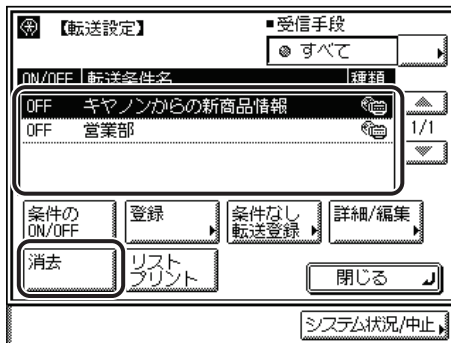 【転送設定】
■受信手段
すべて
ON/OFF 転送条件名 種類
OFF キヤノンからの新商品情報
OFF 営業部
1/1
条件の
ON/OFF
登録
条件なし
転送登録
詳細/編集
消去
リスト
プリント
閉じる
システム状況/中止